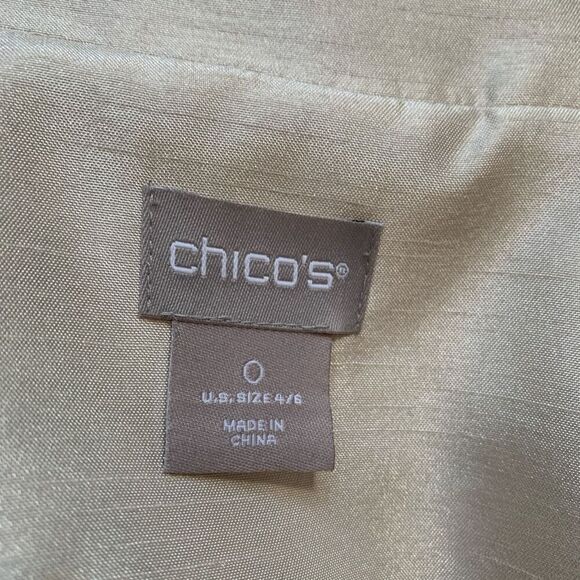 chico's®
0
U.S. SIZE 4/6
MADE IN
CHINA